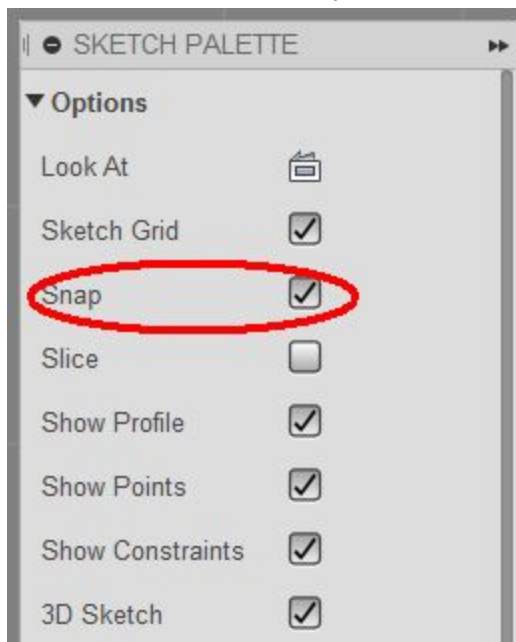 SKETCH PALETTE
Options
Look At
Sketch Grid
Snap
Slice
Show Profile
Show Points
Show Constraints
3D Sketch